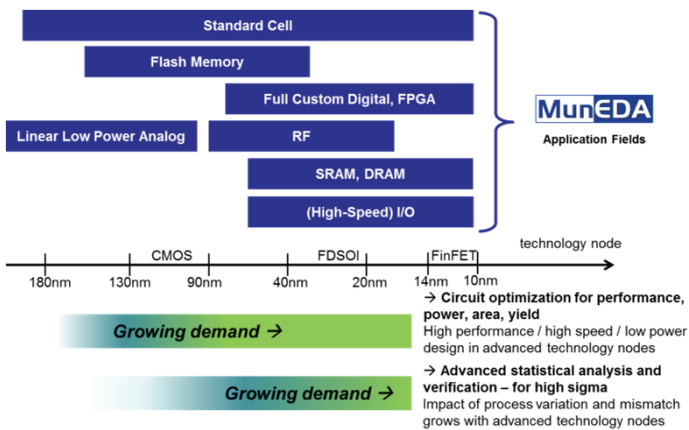 Standard Cell
Flash Memory
Full Custom Digital, FPGA
MunEDA
Application Fields
Linear Low Power Analog
RF
SRAM, DRAM
(High-Speed) I/O
technology node
CMOS
FDSOI
FinFET
180nm
130nm
90nm
40nm
20nm
14nm
10nm
Growing demand →
→ Circuit optimization for performance,
power, area, yield
High performance / high speed / low power
design in advanced technology nodes
Growing demand →
→ Advanced statistical analysis and
verification – for high sigma
Impact of process variation and mismatch
grows with advanced technology nodes